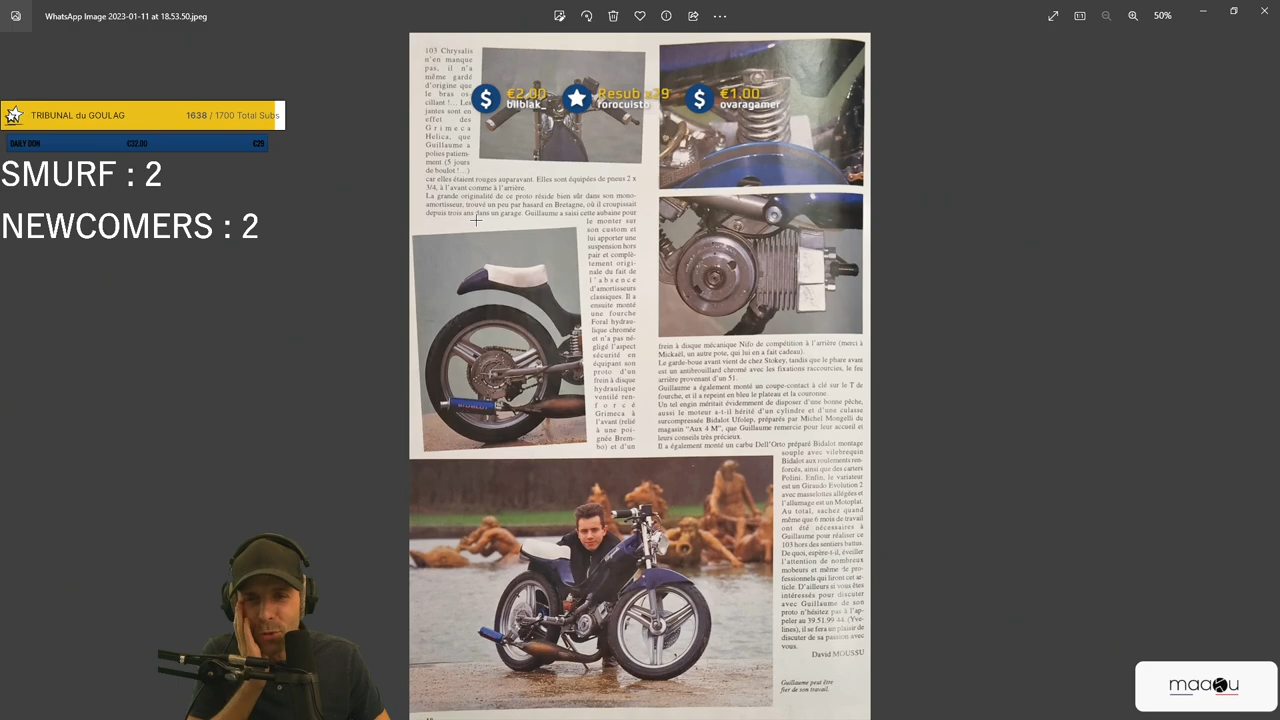 WhatsApp Image 2023-01-11 at 18.53.50.jpeg
50%
TRIBUNAL du GOULAG
1638 / 1700 Total Subs
DAILY DON
€32.00
€29
SMURF : 2
NEWCOMERS : 2
€2.00
bilblak
Resub x29
forocuisto
€1.00
ovaragamer
103 Chrysalis
n'en manque
pas, il n'a
même gardé
d'origine que
le bras os-
cillant !... Les
jantes sont en
effet des
Grimeca
Helica, que
Guillaume a
polies patiem-
ment (5 jours
de boulot !...)
car elles étaient rouges auparavant. Elles sont équipées de pneus 2 x
3/4, à l'avant comme à l'arrière.
La grande originalité de ce proto réside bien sûr dans son mono-
amortisseur, trouvé un peu par hasard en Bretagne, où il croupissait
depuis trois ans dans un garage. Guillaume a saisi cette aubaine pour
le monter sur
son custom et
lui apporter une
suspension hors
pair et complè-
tement origi-
nale du fait de
l'absence
d'amortisseurs
classiques. Il a
ensuite monté
une fourche
Foral hydrau-
lique chromée
et n'a pas né-
gligé l'aspect
sécurité en
équipant son
proto d'un
frein à disque
hydraulique
ventilé ren-
forcé
Grimeca à
l'avant (relié
à une poi-
gnée Brem-
bo) et d'un
frein à disque mécanique Nifo de compétition à l'arrière (merci à
Mickaël, un autre pote, qui lui en a fait cadeau).
Le garde-boue avant vient de chez Stokey, tandis que le phare avant
est un antibrouillard chromé avec les fixations raccourcies, le feu
arrière provenant d'un 51.
Guillaume a également monté un coupe-contact à clé sur le T de
fourche, et il a repeint en bleu le plateau et la couronne.
Un tel engin méritait évidemment de disposer d'une bonne pêche,
aussi le moteur a-t-il hérité d'un cylindre et d'une culasse
surcompressée Bidalot Ufolep, préparés par Michel Mongelli du
magasin "Aux 4 M", que Guillaume remercie pour leur accueil et
leurs conseils très précieux.
Il a également monté un carbu Dell'Orto préparé Bidalot montage
souple avec vilebrequin
Bidalot aux roulements ren-
forcés, ainsi que des carters
Polini. Enfin, le variateur
est un Giraudo Evolution 2
avec masselottes allégées et
l'allumage est un Motoplat.
Au total, sachez quand
même que 6 mois de travail
ont été nécessaires à
Guillaume pour réaliser ce
103 hors des sentiers battus.
De quoi, espère-t-il, éveiller
l'attention de nombreux
mobeurs et même de pro-
fessionnels qui liront cet ar-
ticle. D'ailleurs si vous êtes
intéressés pour discuter
avec Guillaume de son
proto n'hésitez pas à l'ap-
peler au 39.51.99.44. (Yve-
lines), il se fera un plaisir de
discuter de sa passion avec
vous.
David MOUSSU
Guillaume peut être
fier de son travail.
maaou